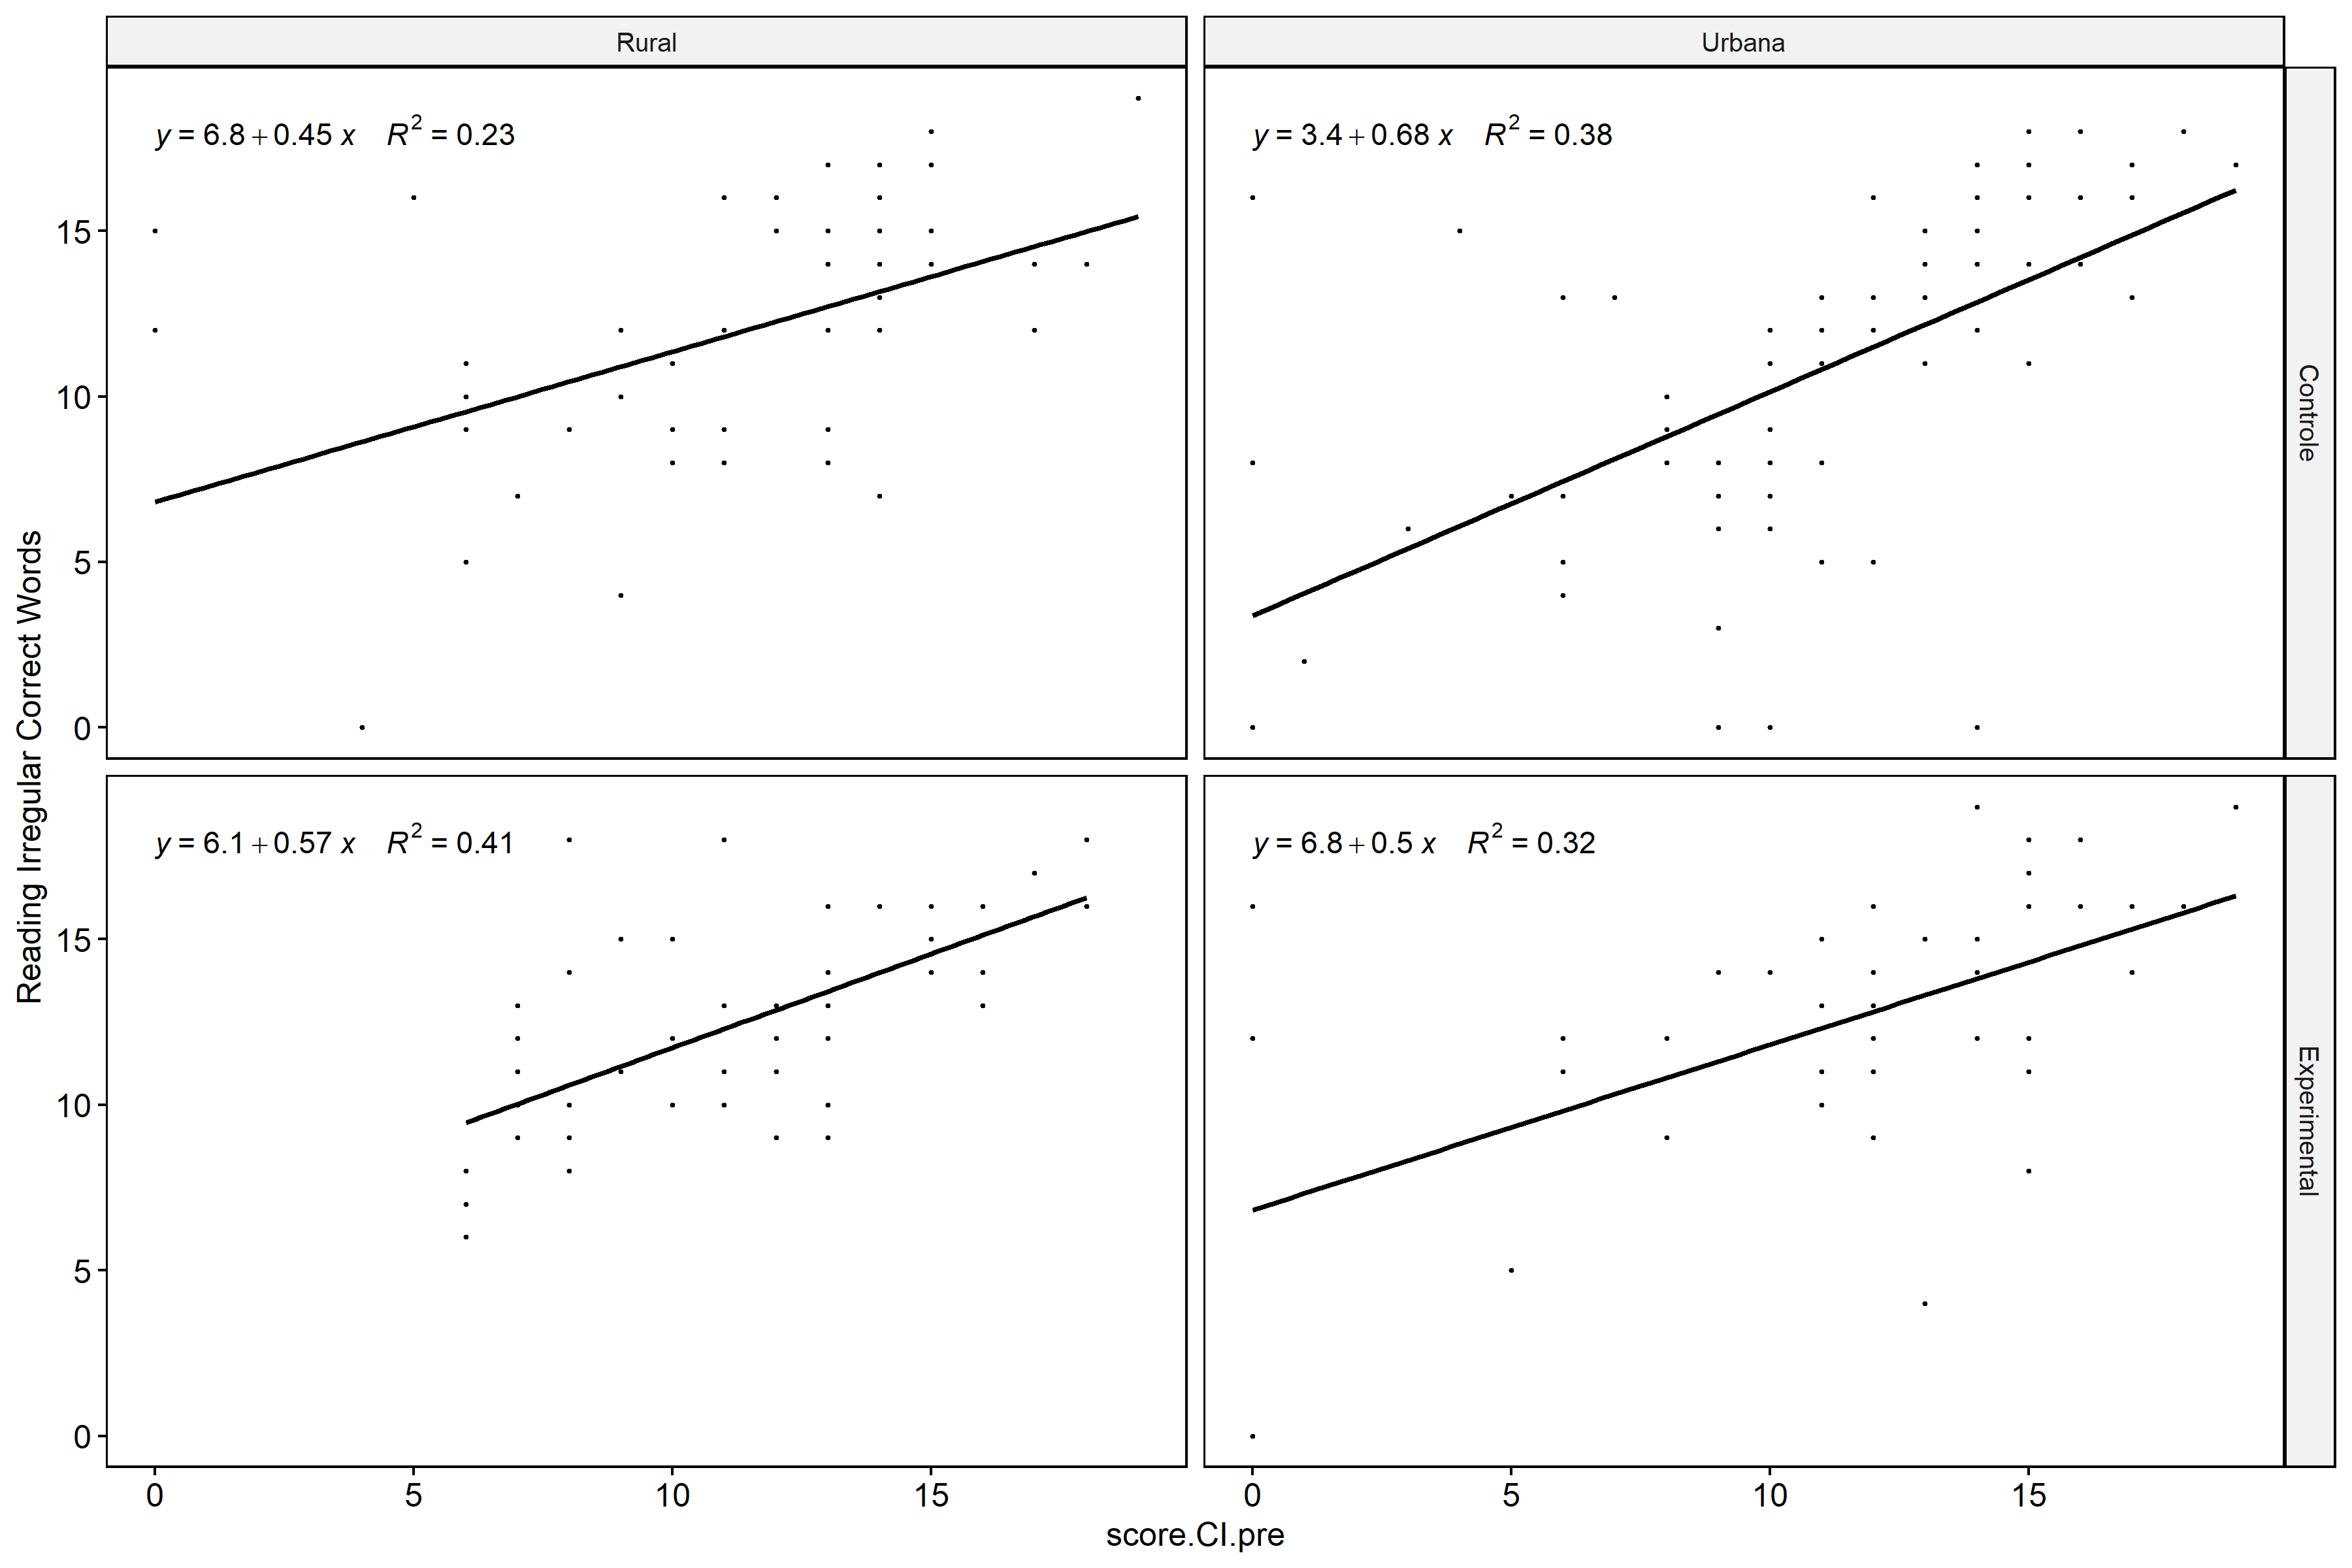 Rural
Urbana
y = 6.8 + 0.45 x R² = 0.23
y = 3.4 + 0.68 x R² = 0.38
15
10
5
0
Controle
Reading Irregular Correct Words
y = 6.1 + 0.57 x R² = 0.41
y = 6.8 + 0.5 x R² = 0.32
15
10
5
0
Experimental
0 5 10 15
0 5 10 15
score.CI.pre